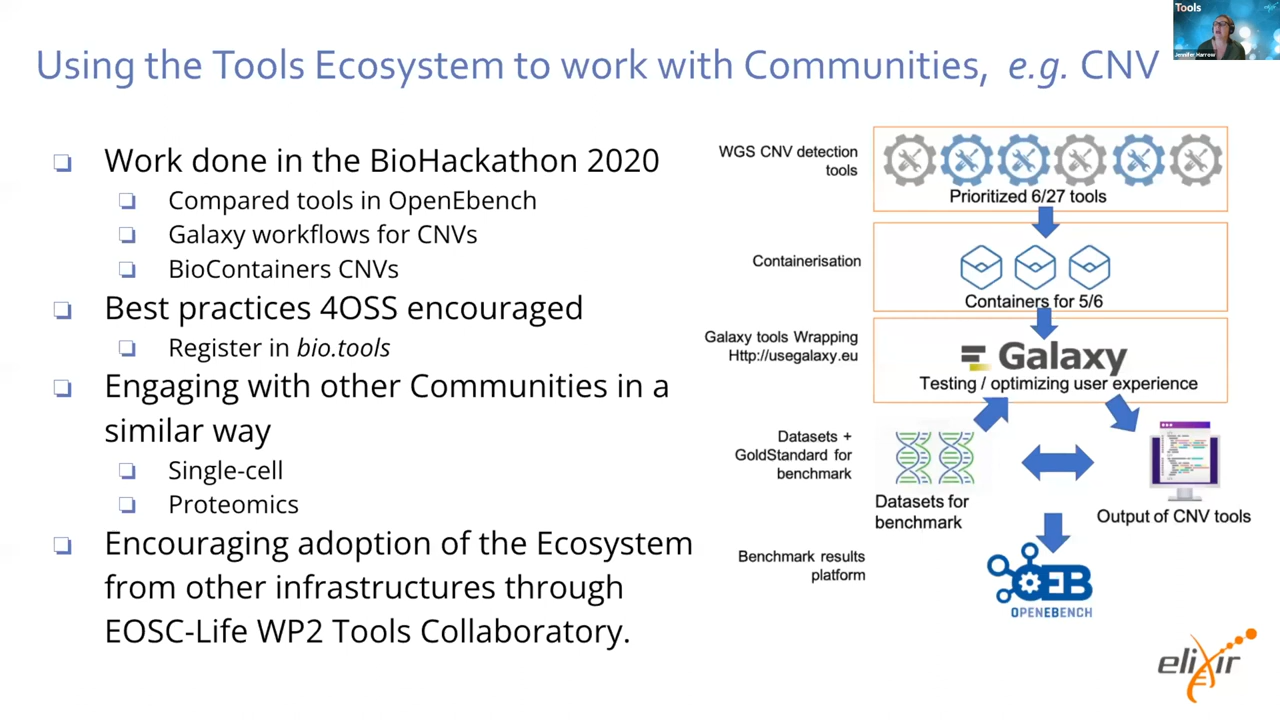 Tools
Jennifer Harrow
Using the Tools Ecosystem to work with Communities, e.g. CNV
❏ Work done in the BioHackathon 2020
❏ Compared tools in OpenEbench
❏ Galaxy workflows for CNVs
❏ BioContainers CNVs
❏ Best practices 4OSS encouraged
❏ Register in bio.tools
❏ Engaging with other Communities in a
similar way
❏ Single-cell
❏ Proteomics
❏ Encouraging adoption of the Ecosystem
from other infrastructures through
EOSC-Life WP2 Tools Collaboratory.
WGS CNV detection
tools
Prioritized 6/27 tools
Containerisation
Containers for 5/6
Galaxy tools Wrapping
Http://usegalaxy.eu
Galaxy
Testing / optimizing user experience
Datasets +
GoldStandard for
benchmark
Datasets for
benchmark
Output of CNV tools
Benchmark results
platform
OEB
OPENEBENCH
elixir